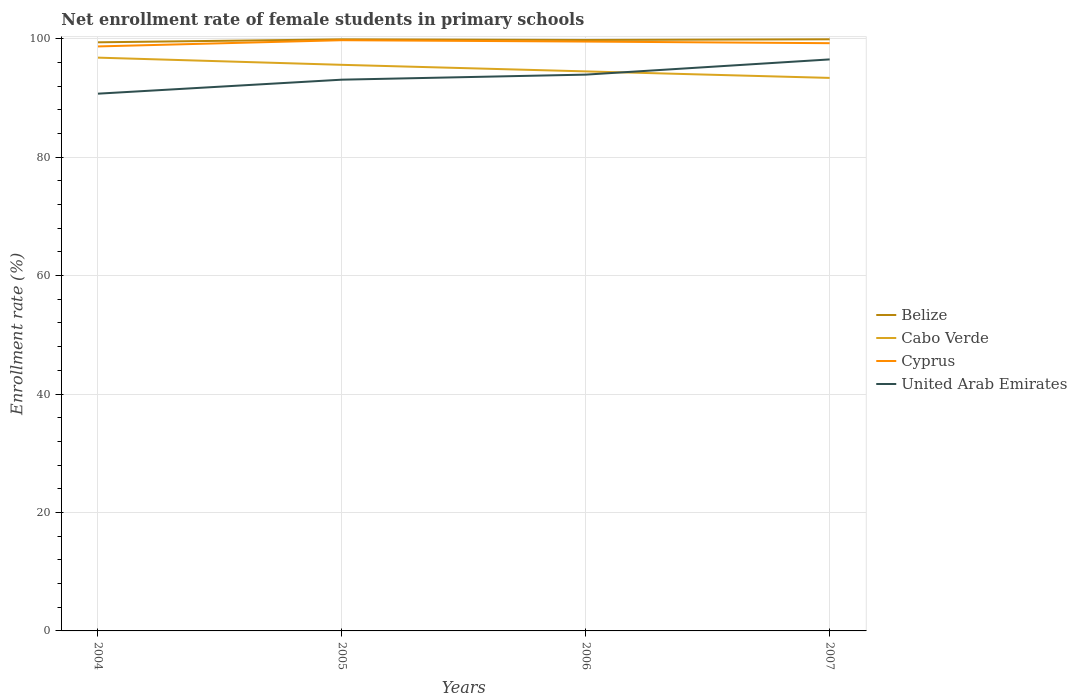 Net enrollment rate of female students in primary schools
100
80
60
40
20
0
Enrollment rate (%)
2004
2005
2006
2007
Years
Belize
Cabo Verde
Cyprus
United Arab Emirates